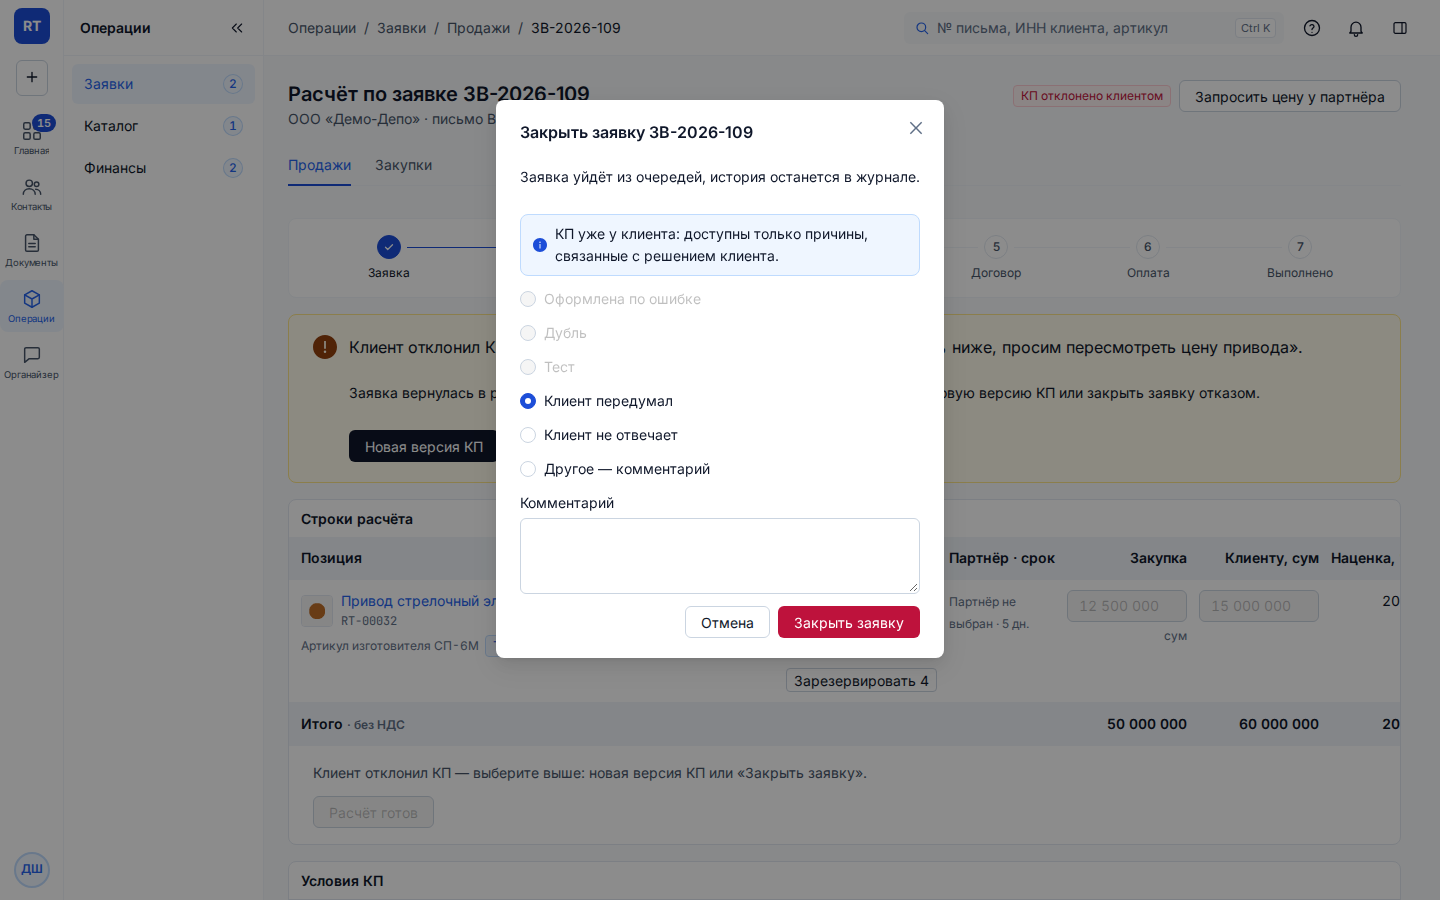 RT
Операции
Операции / Заявки / Продажи / ЗВ-2026-109
№ письма, ИНН клиента, артикул
Ctrl K
15
Главная
Контакты
Документы
Операции
Органайзер
ДШ
Заявки 2
Каталог 1
Финансы 2
Расчёт по заявке ЗВ-2026-109
ООО «Демо-Депо» · письмо
КП отклонено клиентом
Запросить цену у партнёра
Продажи
Закупки
Заявка
5
Договор
6
Оплата
7
Выполнено
Клиент отклонил
ниже, просим пересмотреть цену привода».
Заявка вернулась в
версию КП или закрыть заявку отказом.
Новая версия КП
Закрыть заявку ЗВ-2026-109
Заявка уйдёт из очередей, история останется в журнале.
КП уже у клиента: доступны только причины,
связанные с решением клиента.
Оформлена по ошибке
Дубль
Тест
Клиент передумал
Клиент не отвечает
Другое — комментарий
Комментарий
Отмена
Закрыть заявку
Строки расчёта
Позиция
Партнёр · срок
Закупка
Клиенту, сум
Наценка,
Привод стрелочный
RT-00032
Артикул изготовителя СП-6М
Партнёр не
выбран · 5 дн.
12 500 000
сум
15 000 000
20
Зарезервировать 4
Итого · без НДС
50 000 000
60 000 000
20
Клиент отклонил КП — выберите выше: новая версия КП или «Закрыть заявку».
Расчёт готов
Условия КП